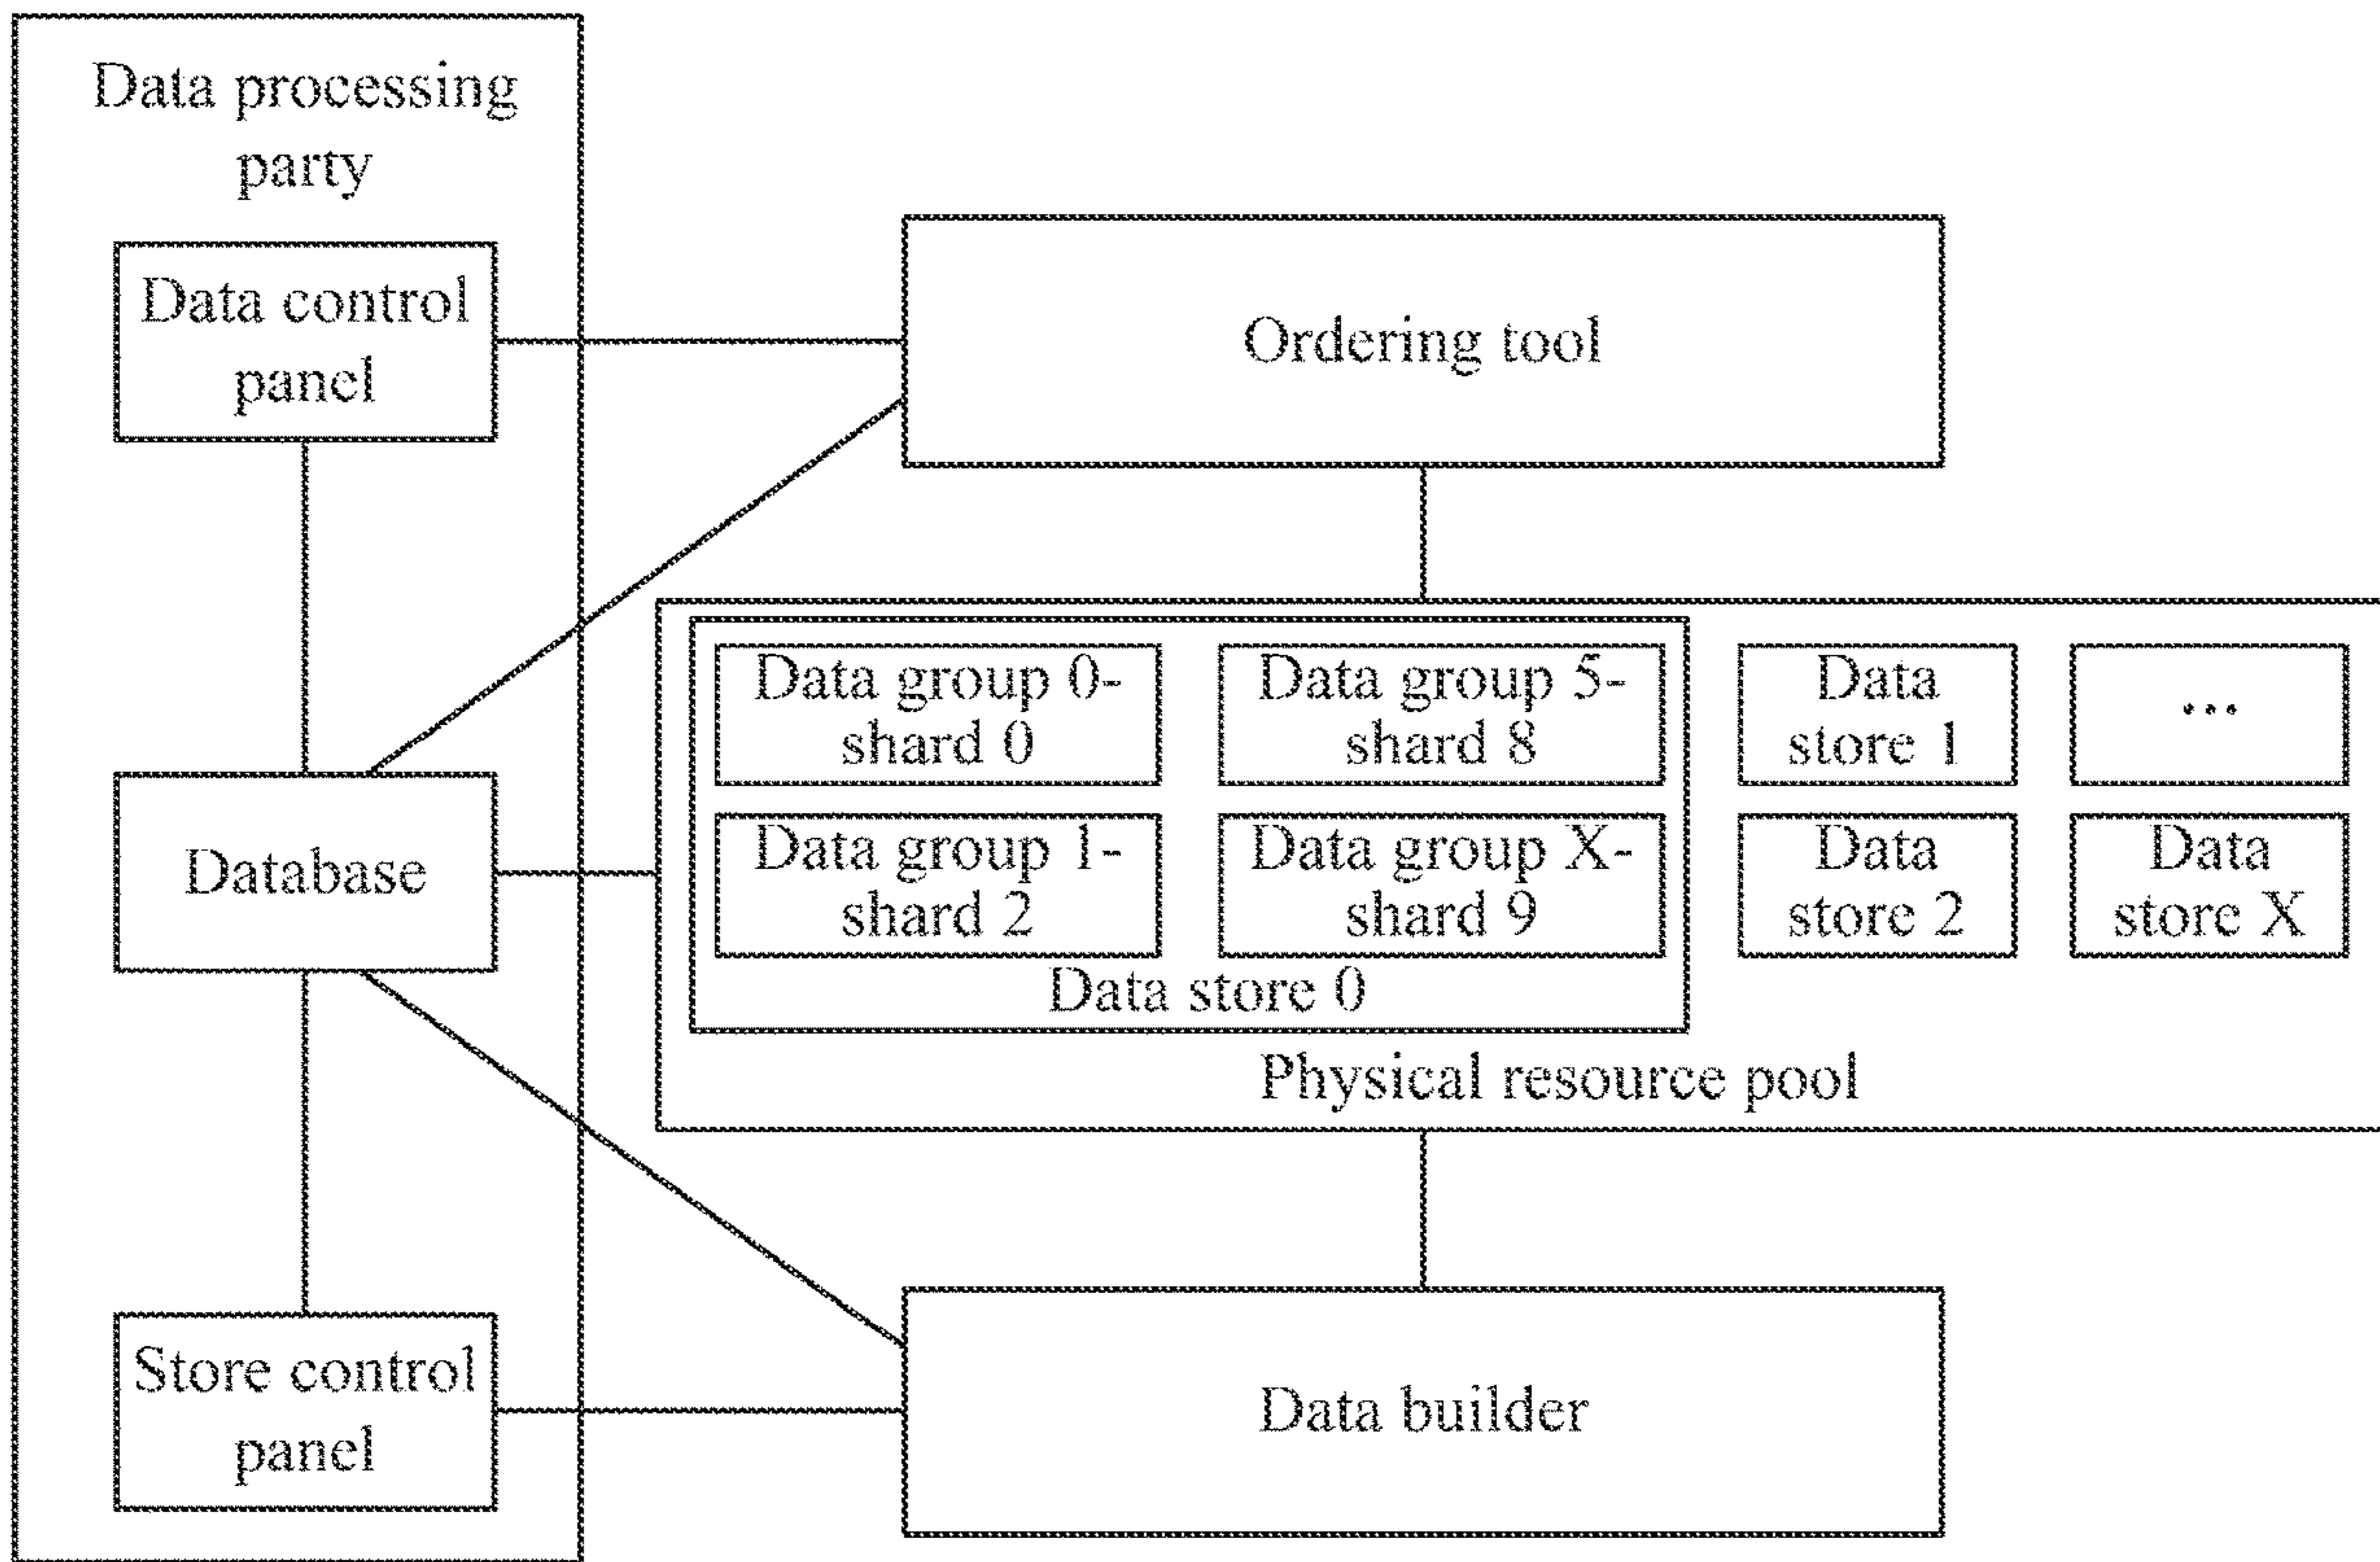 Data processing
party
Data control
panel
Ordering tool
Database
Data group 0-
shard 0
Data group 5-
shard 8
Data
store 1
...
Data group 1-
shard 2
Data group X-
shard 9
Data
store 2
Data
store X
Data store 0
Physical resource pool
Store control
panel
Data builder